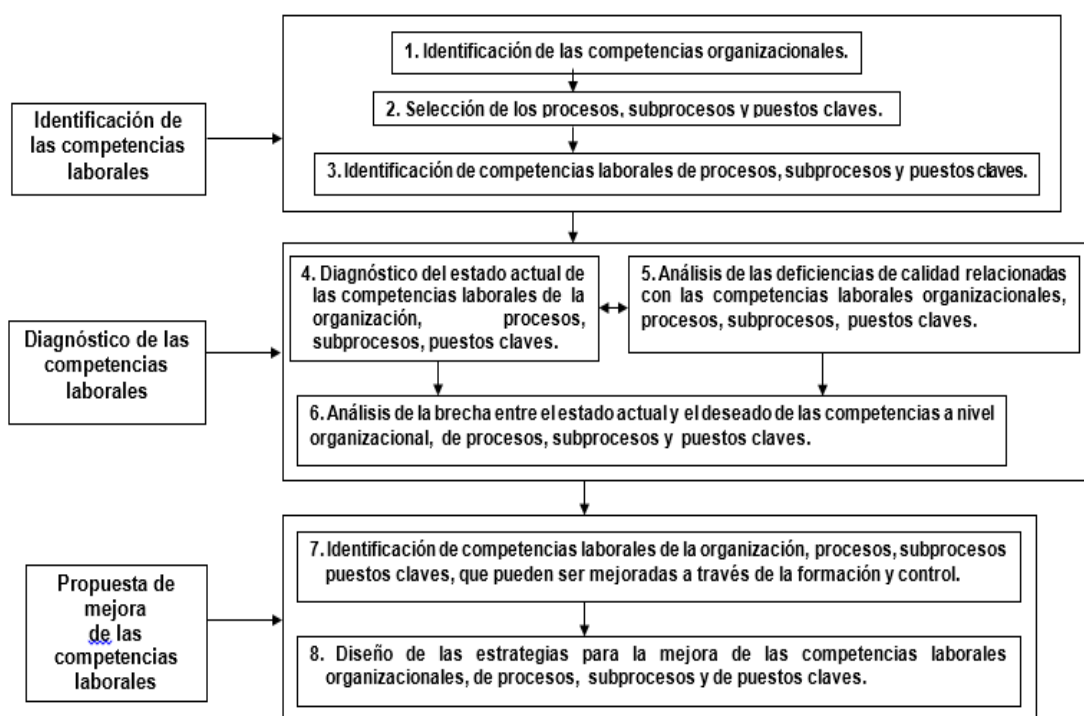 Identificación de
las competencias
laborales
1. Identificación de las competencias organizacionales.
2. Selección de los procesos, subprocesos y puestos claves.
3. Identificación de competencias laborales de procesos, subprocesos y puestos claves.
Diagnóstico de las
competencias
laborales
4. Diagnóstico del estado actual de
las competencias laborales de la
organización, procesos,
subprocesos, puestos claves.
5. Análisis de las deficiencias de calidad relacionadas
con las competencias laborales organizacionales,
procesos, subprocesos, puestos claves.
6. Análisis de la brecha entre el estado actual y el deseado de las competencias a nivel
organizacional, de procesos, subprocesos y puestos claves.
Propuesta de
mejora
de las
competencias
laborales
7. Identificación de competencias laborales de la organización, procesos, subprocesos
puestos claves, que pueden ser mejoradas a través de la formación y control.
8. Diseño de las estrategias para la mejora de las competencias laborales
organizacionales, de procesos, subprocesos y de puestos claves.